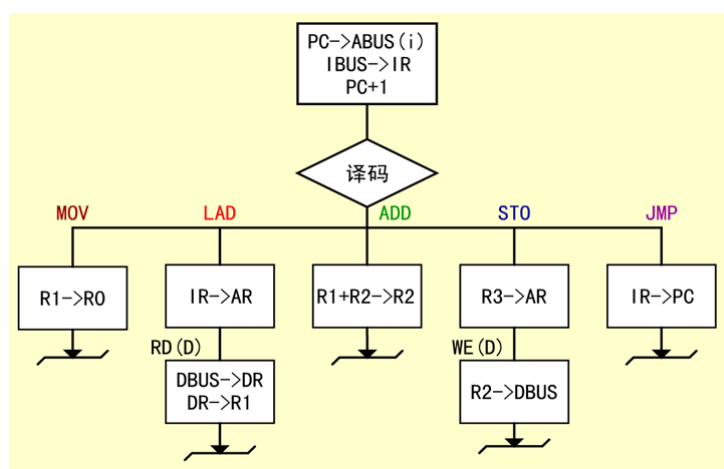 PC->ABUS(i)
IBUS->IR
PC+1
译码
MOV
LAD
ADD
STO
JMP
R1->R0
IR->AR
R1+R2->R2
R3->AR
IR->PC
RD(D)
WE(D)
DBUS->DR
DR->R1
R2->DBUS